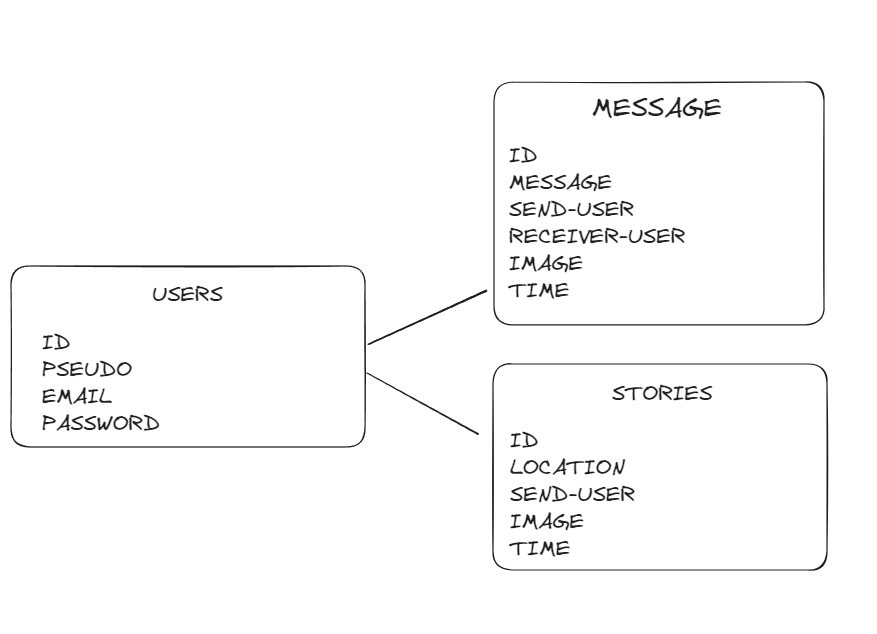 USERS
ID
PSEUDO
EMAIL
PASSWORD
MESSAGE
ID
MESSAGE
SEND-USER
RECEIVER-USER
IMAGE
TIME
STORIES
ID
LOCATION
SEND-USER
IMAGE
TIME